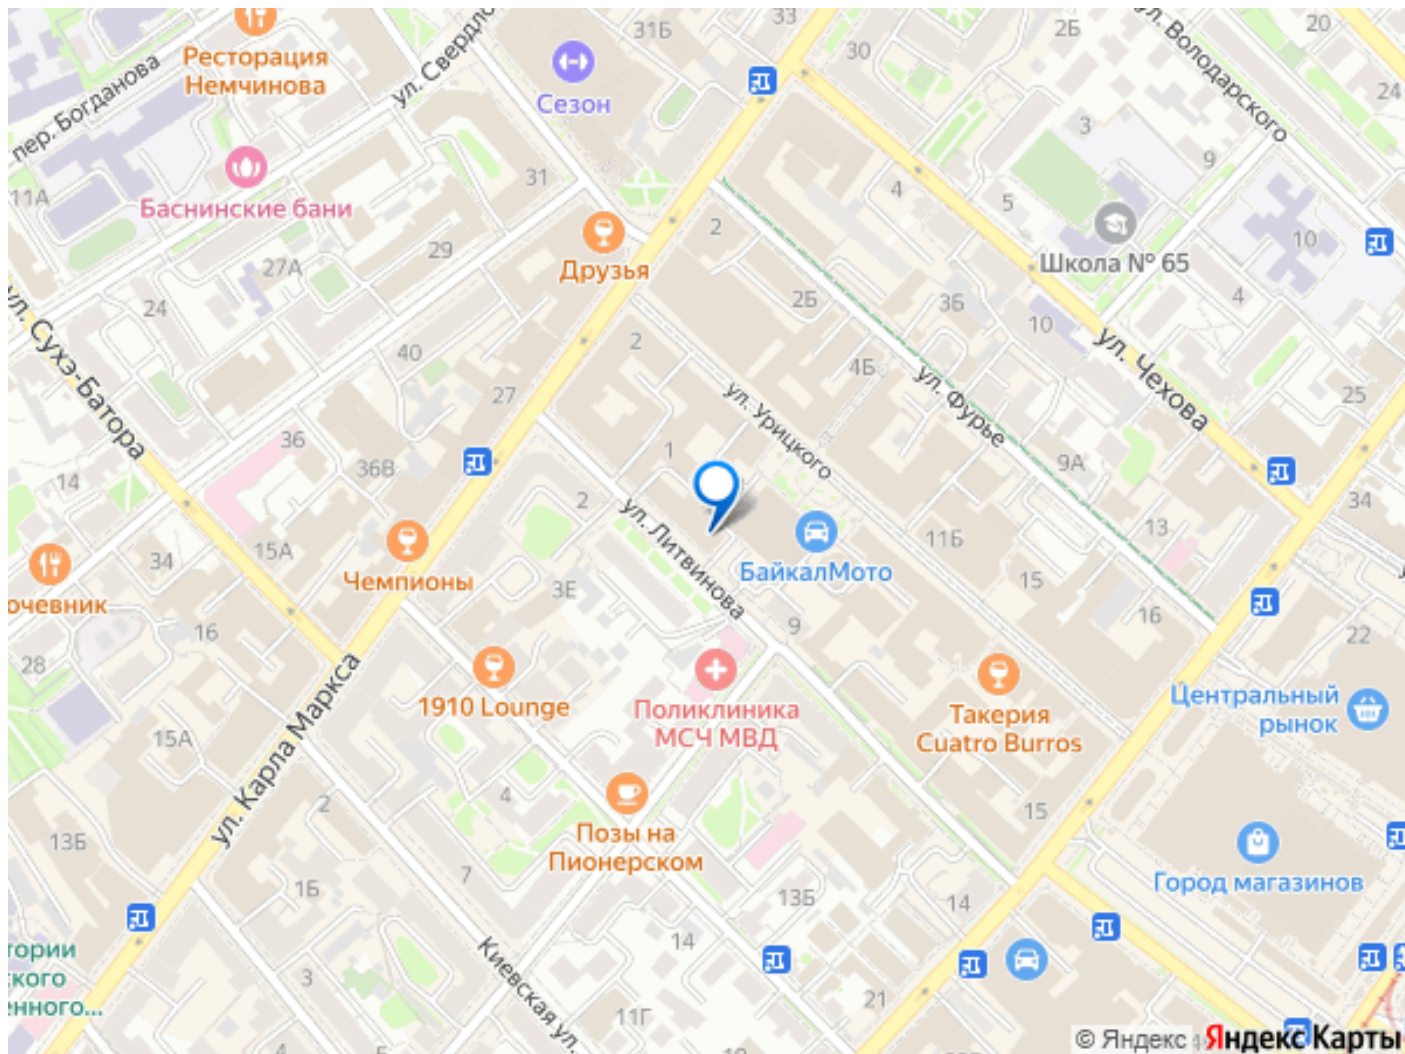 Ресторация
Немчинова
пер. Богданова
ул. Свердло
31Б
33
30
2Б
ул. Володарского
20
24
Сезон
3
9
11А
Баснинские бани
31
4
5
Школа № 65
10
29
27А
Друзья
2
2Б
3Б
10
4
24
ул. Сухэ-Батора
40
2
27
4Б
ул. Чехова
25
ул. Урицкого
ул. Фурье
36
36В
1
9А
14
2
34
15А
ул. Литвинова
13
34
Чемпионы
БайкалМото
11Б
15
очевник
3Е
16
16
9
22
28
ул. Карла Маркса
1910 Lounge
Поликлиника
МСЧ МВД
Такерия
Cuatro Burros
Центральный
рынок
15А
2
4
15
13Б
Позы на
Пионерском
7
1Б
13Б
14
Город магазинов
тории
ского
енного...
3
Киевская ул.
14
21
11Г
© Яндекс
Яндекс Карты